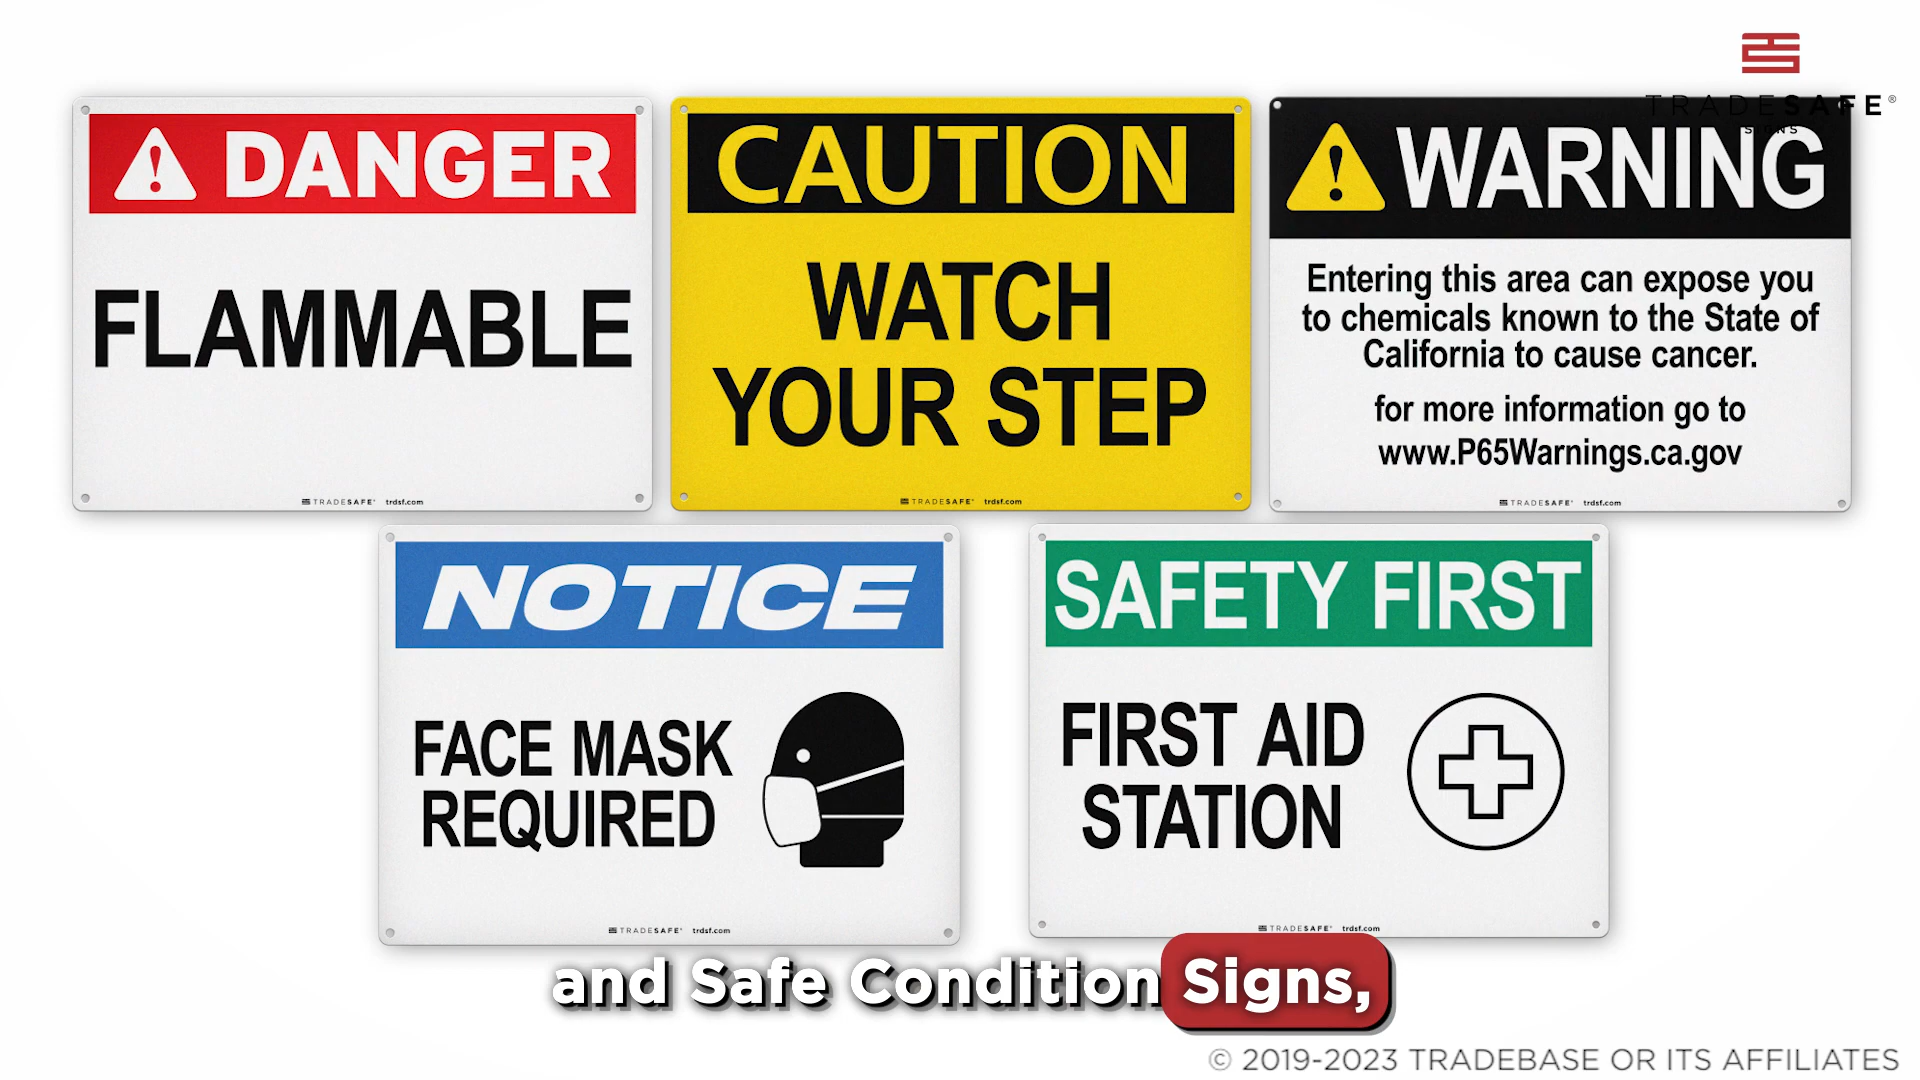 TRADESAFE®
SIGNS
DANGER
FLAMMABLE
TRADESAFE® trdsf.com
CAUTION
WATCH
YOUR STEP
TRADESAFE® trdsf.com
WARNING
Entering this area can expose you
to chemicals known to the State of
California to cause cancer.
for more information go to
www.P65Warnings.ca.gov
TRADESAFE® trdsf.com
NOTICE
FACE MASK
REQUIRED
TRADESAFE® trdsf.com
SAFETY FIRST
FIRST AID
STATION
TRADESAFE® trdsf.com
and Safe Condition Signs,
© 2019-2023 TRADEBASE OR ITS AFFILIATES